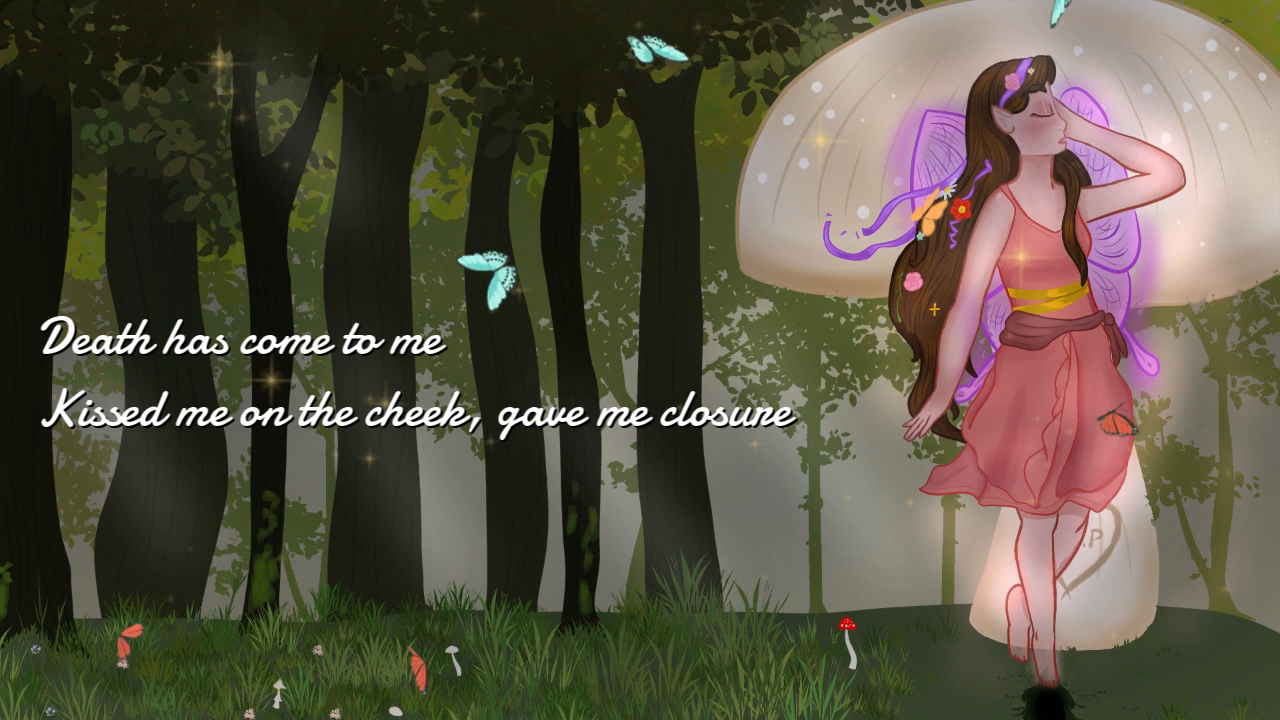 Death has come to me
Kissed me on the cheek, gave me closure
.P